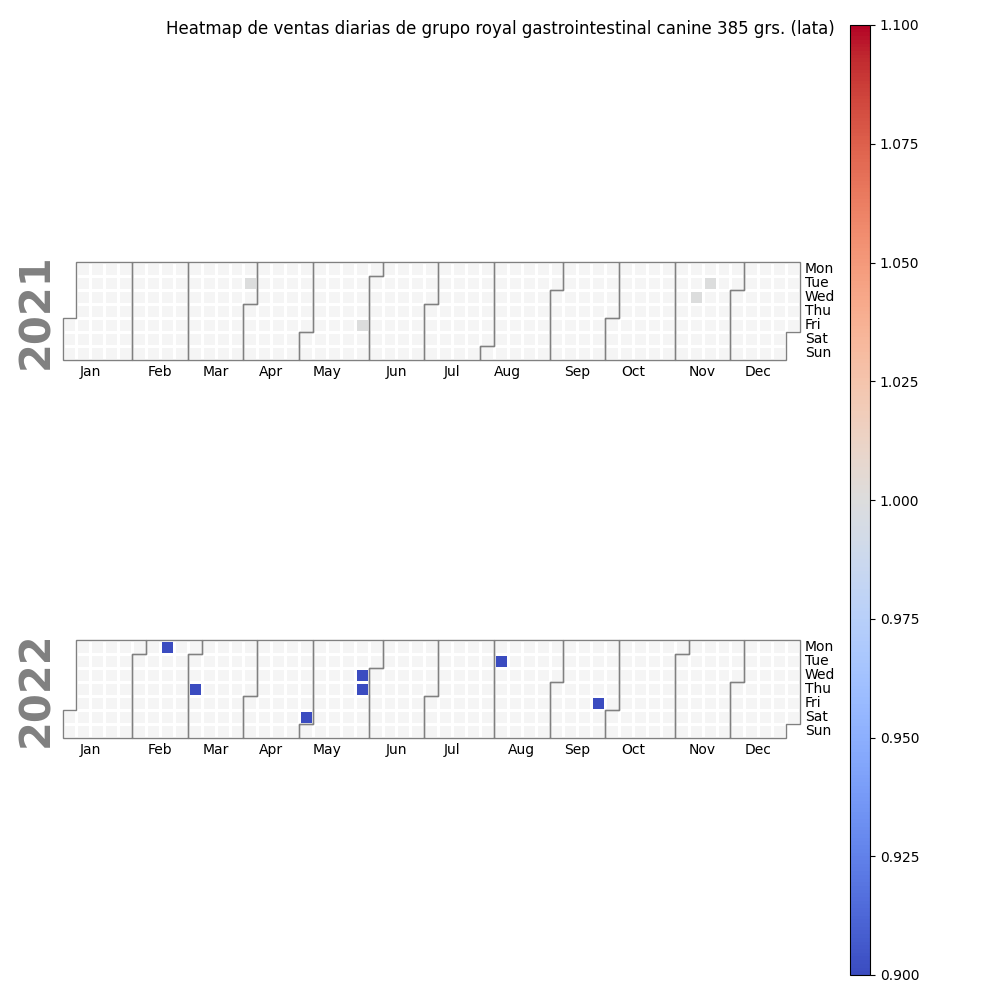 Heatmap de ventas diarias de grupo royal gastrointestinal canine 385 grs. (lata)
1.100
1.075
1.050
1.025
1.000
0.975
0.950
0.925
0.900
2021
Mon
Tue
Wed
Thu
Fri
Sat
Sun
Jan Feb Mar Apr May Jun Jul Aug Sep Oct Nov Dec
2022
Mon
Tue
Wed
Thu
Fri
Sat
Sun
Jan Feb Mar Apr May Jun Jul Aug Sep Oct Nov Dec